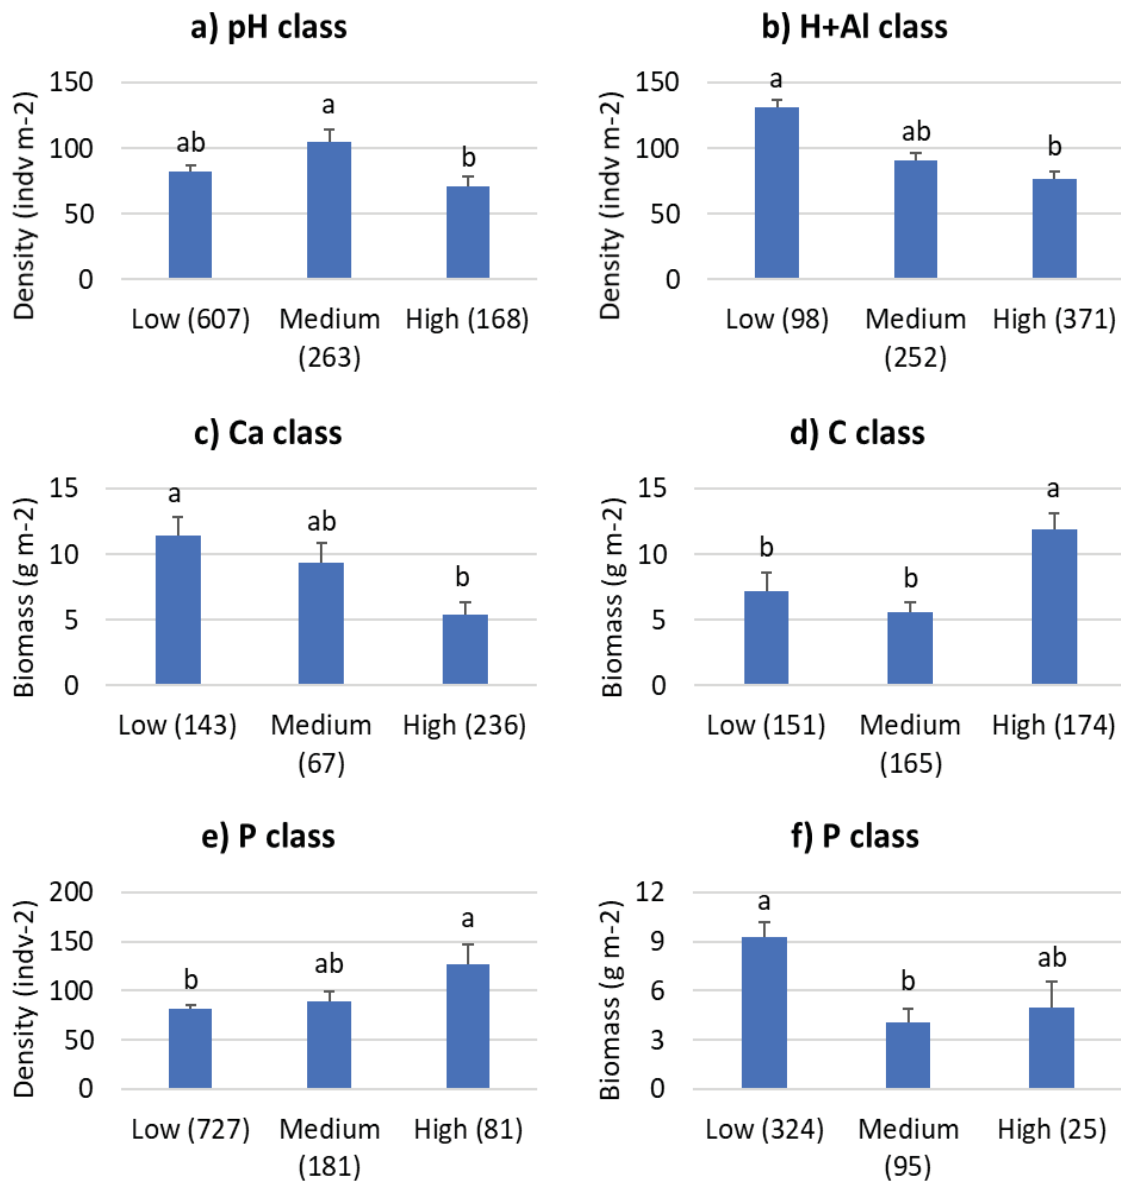 a) pH class
Density (indv m-2)
150
100
50
0
ab
a
b
Low (607)
Medium
(263)
High (168)
b) H+Al class
Density (indv m-2)
150
100
50
0
a
ab
b
Low (98)
Medium
(252)
High (371)
c) Ca class
Biomass (g m-2)
15
10
5
0
a
ab
b
Low (143)
Medium
(67)
High (236)
d) C class
Biomass (g m-2)
15
10
5
0
b
b
a
Low (151)
Medium
(165)
High (174)
e) P class
Density (indv-2)
200
150
100
50
0
b
ab
a
Low (727)
Medium
(181)
High (81)
f) P class
Biomass (g m-2)
12
9
6
3
0
a
b
ab
Low (324)
Medium
(95)
High (25)